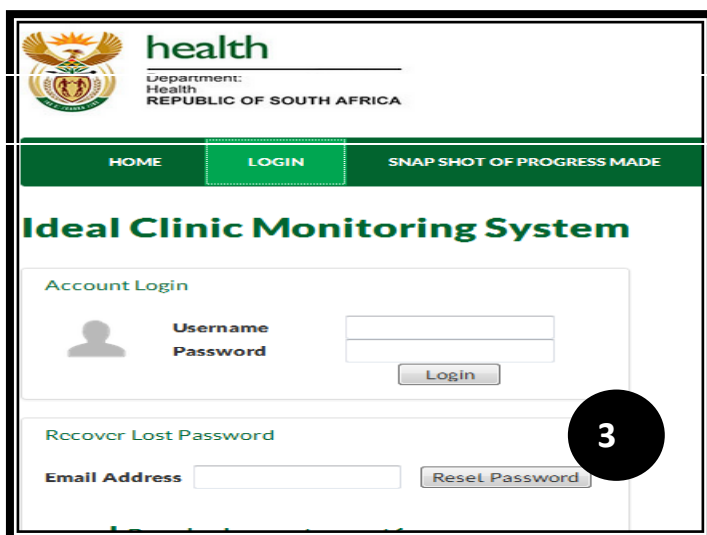 health
Department:
Health
REPUBLIC OF SOUTH AFRICA
HOME LOGIN SNAP SHOT OF PROGRESS MADE
Ideal Clinic Monitoring System
Account Login
Username
Password
Login
Recover Lost Password
3
Email Address Reset Password